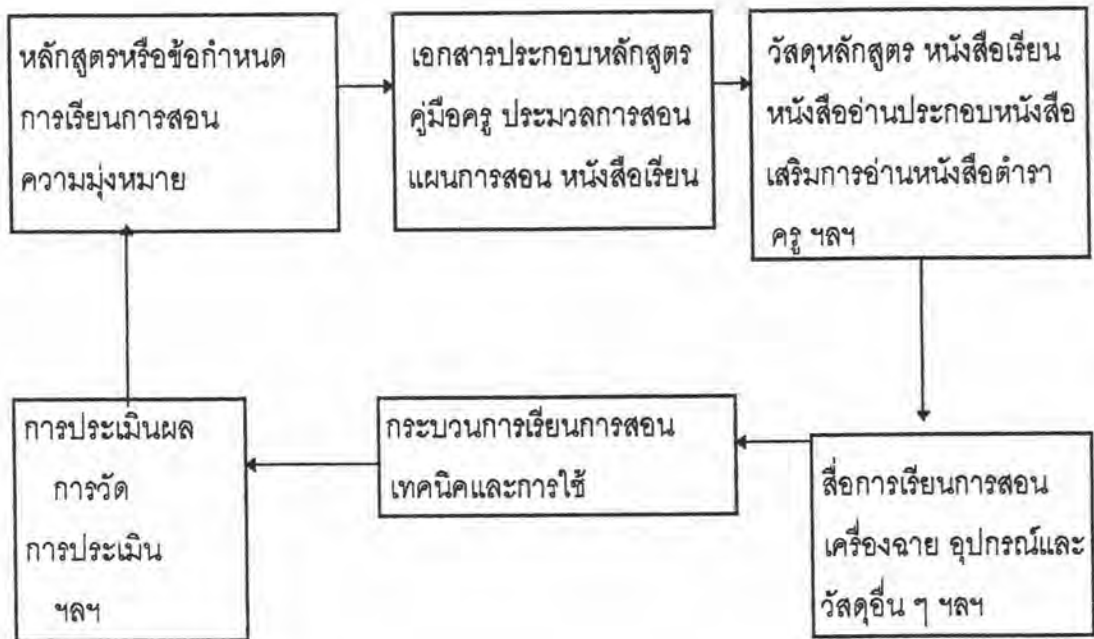 หลักสูตรหรือข้อกำหนด
การเรียนการสอน
ความมุ่งหมาย
เอกสารประกอบหลักสูตร
คู่มือครู ประมวลการสอน
แผนการสอน หนังสือเรียน
วัสดุหลักสูตร หนังสือเรียน
หนังสืออ่านประกอบหนังสือ
เสริมการอ่านหนังสือตำรา
ครู ฯลฯ
สื่อการเรียนการสอน
เครื่องฉาย อุปกรณ์และ
วัสดุอื่น ๆ ฯลฯ
กระบวนการเรียนการสอน
เทคนิคและการใช้
การประเมินผล
การวัด
การประเมิน
ฯลฯ